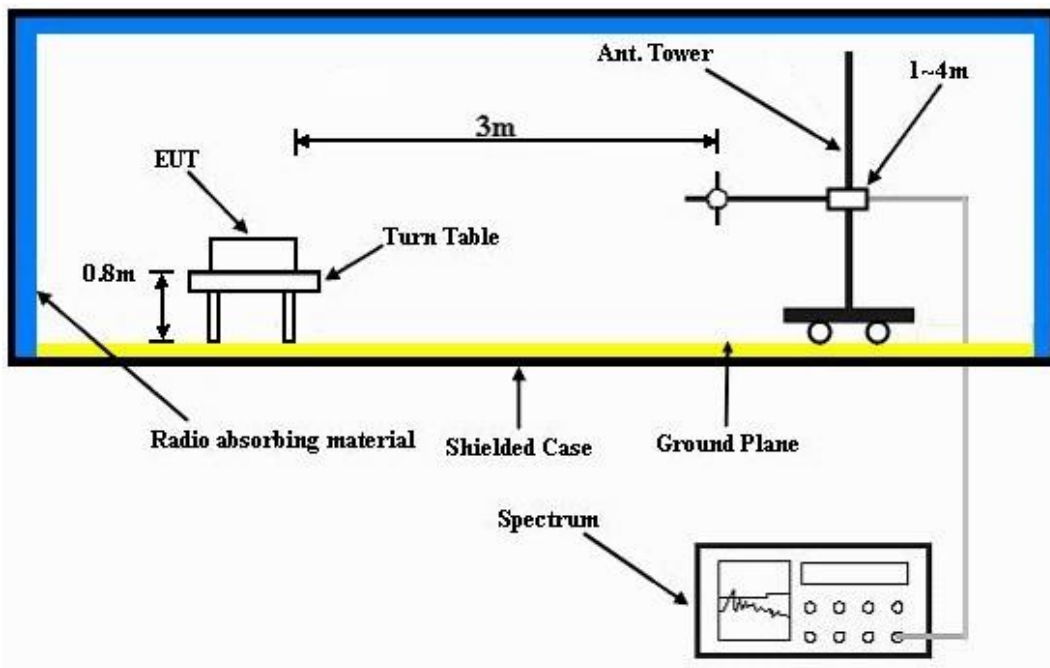 Ant. Tower
1~4m
3m
EUT
Turn Table
0.8m
Radio absorbing material
Shielded Case
Ground Plane
Spectrum